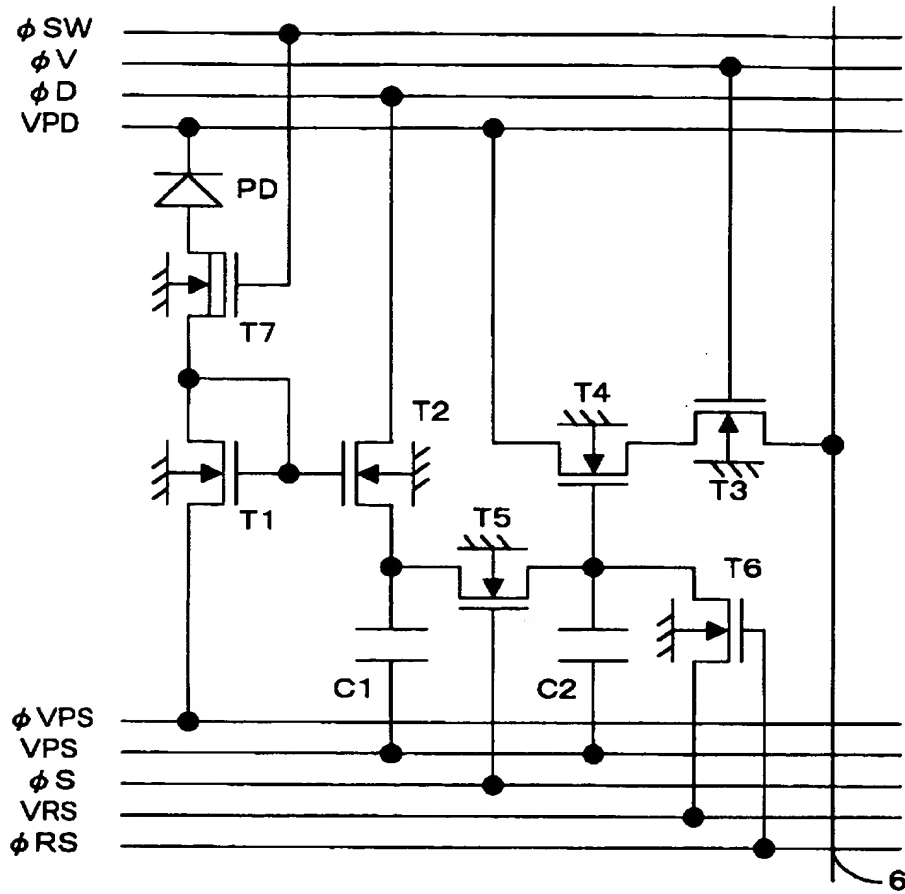 φSW
φV
φD
VPD
PD
T7
T4
T2
T3
T1
T5
T6
C1
C2
φVPS
VPS
φS
VRS
φRS
6